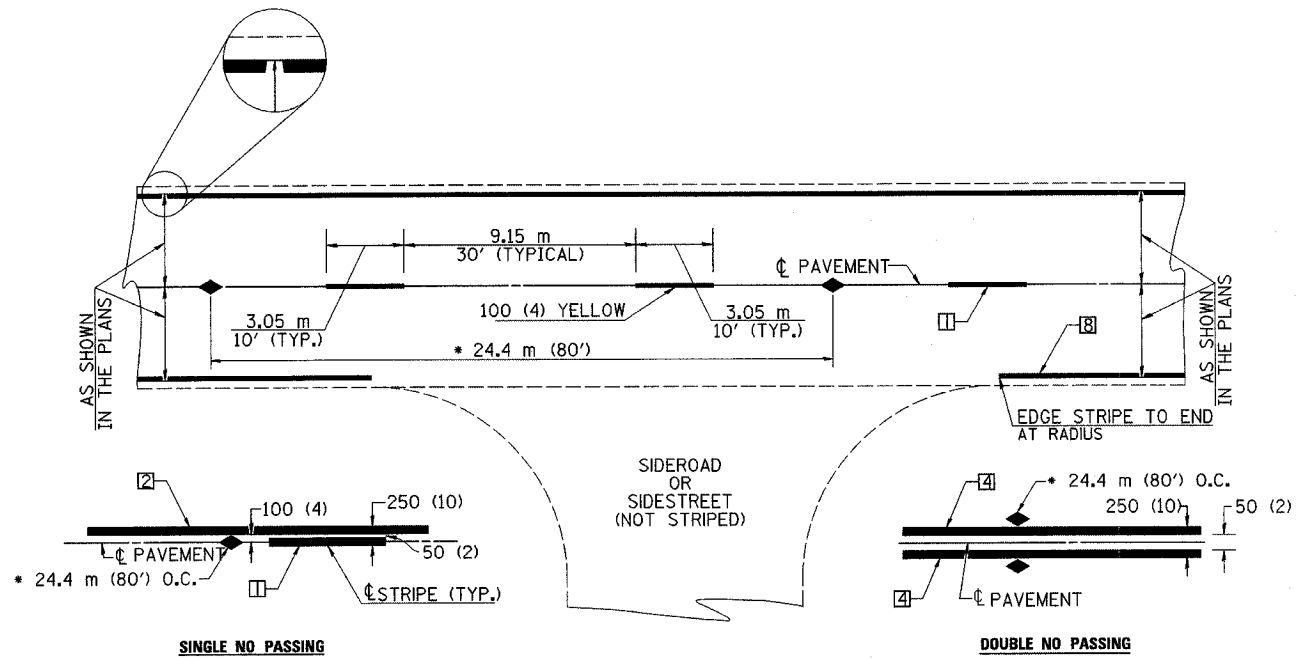 9.15 m
30' (TYPICAL)
℄ PAVEMENT
100 (4) YELLOW
3.05 m
10' (TYP.)
3.05 m
10' (TYP.)
1
8
* 24.4 m (80')
AS SHOWN
IN THE PLANS
AS SHOWN
IN THE PLANS
EDGE STRIPE TO END
AT RADIUS
SIDEROAD
OR
SIDESTREET
(NOT STRIPED)
2
100 (4)
250 (10)
50 (2)
℄ PAVEMENT
* 24.4 m (80') O.C.
1
℄ STRIPE (TYP.)
SINGLE NO PASSING
4
* 24.4 m (80') O.C.
250 (10)
50 (2)
4
℄ PAVEMENT
DOUBLE NO PASSING